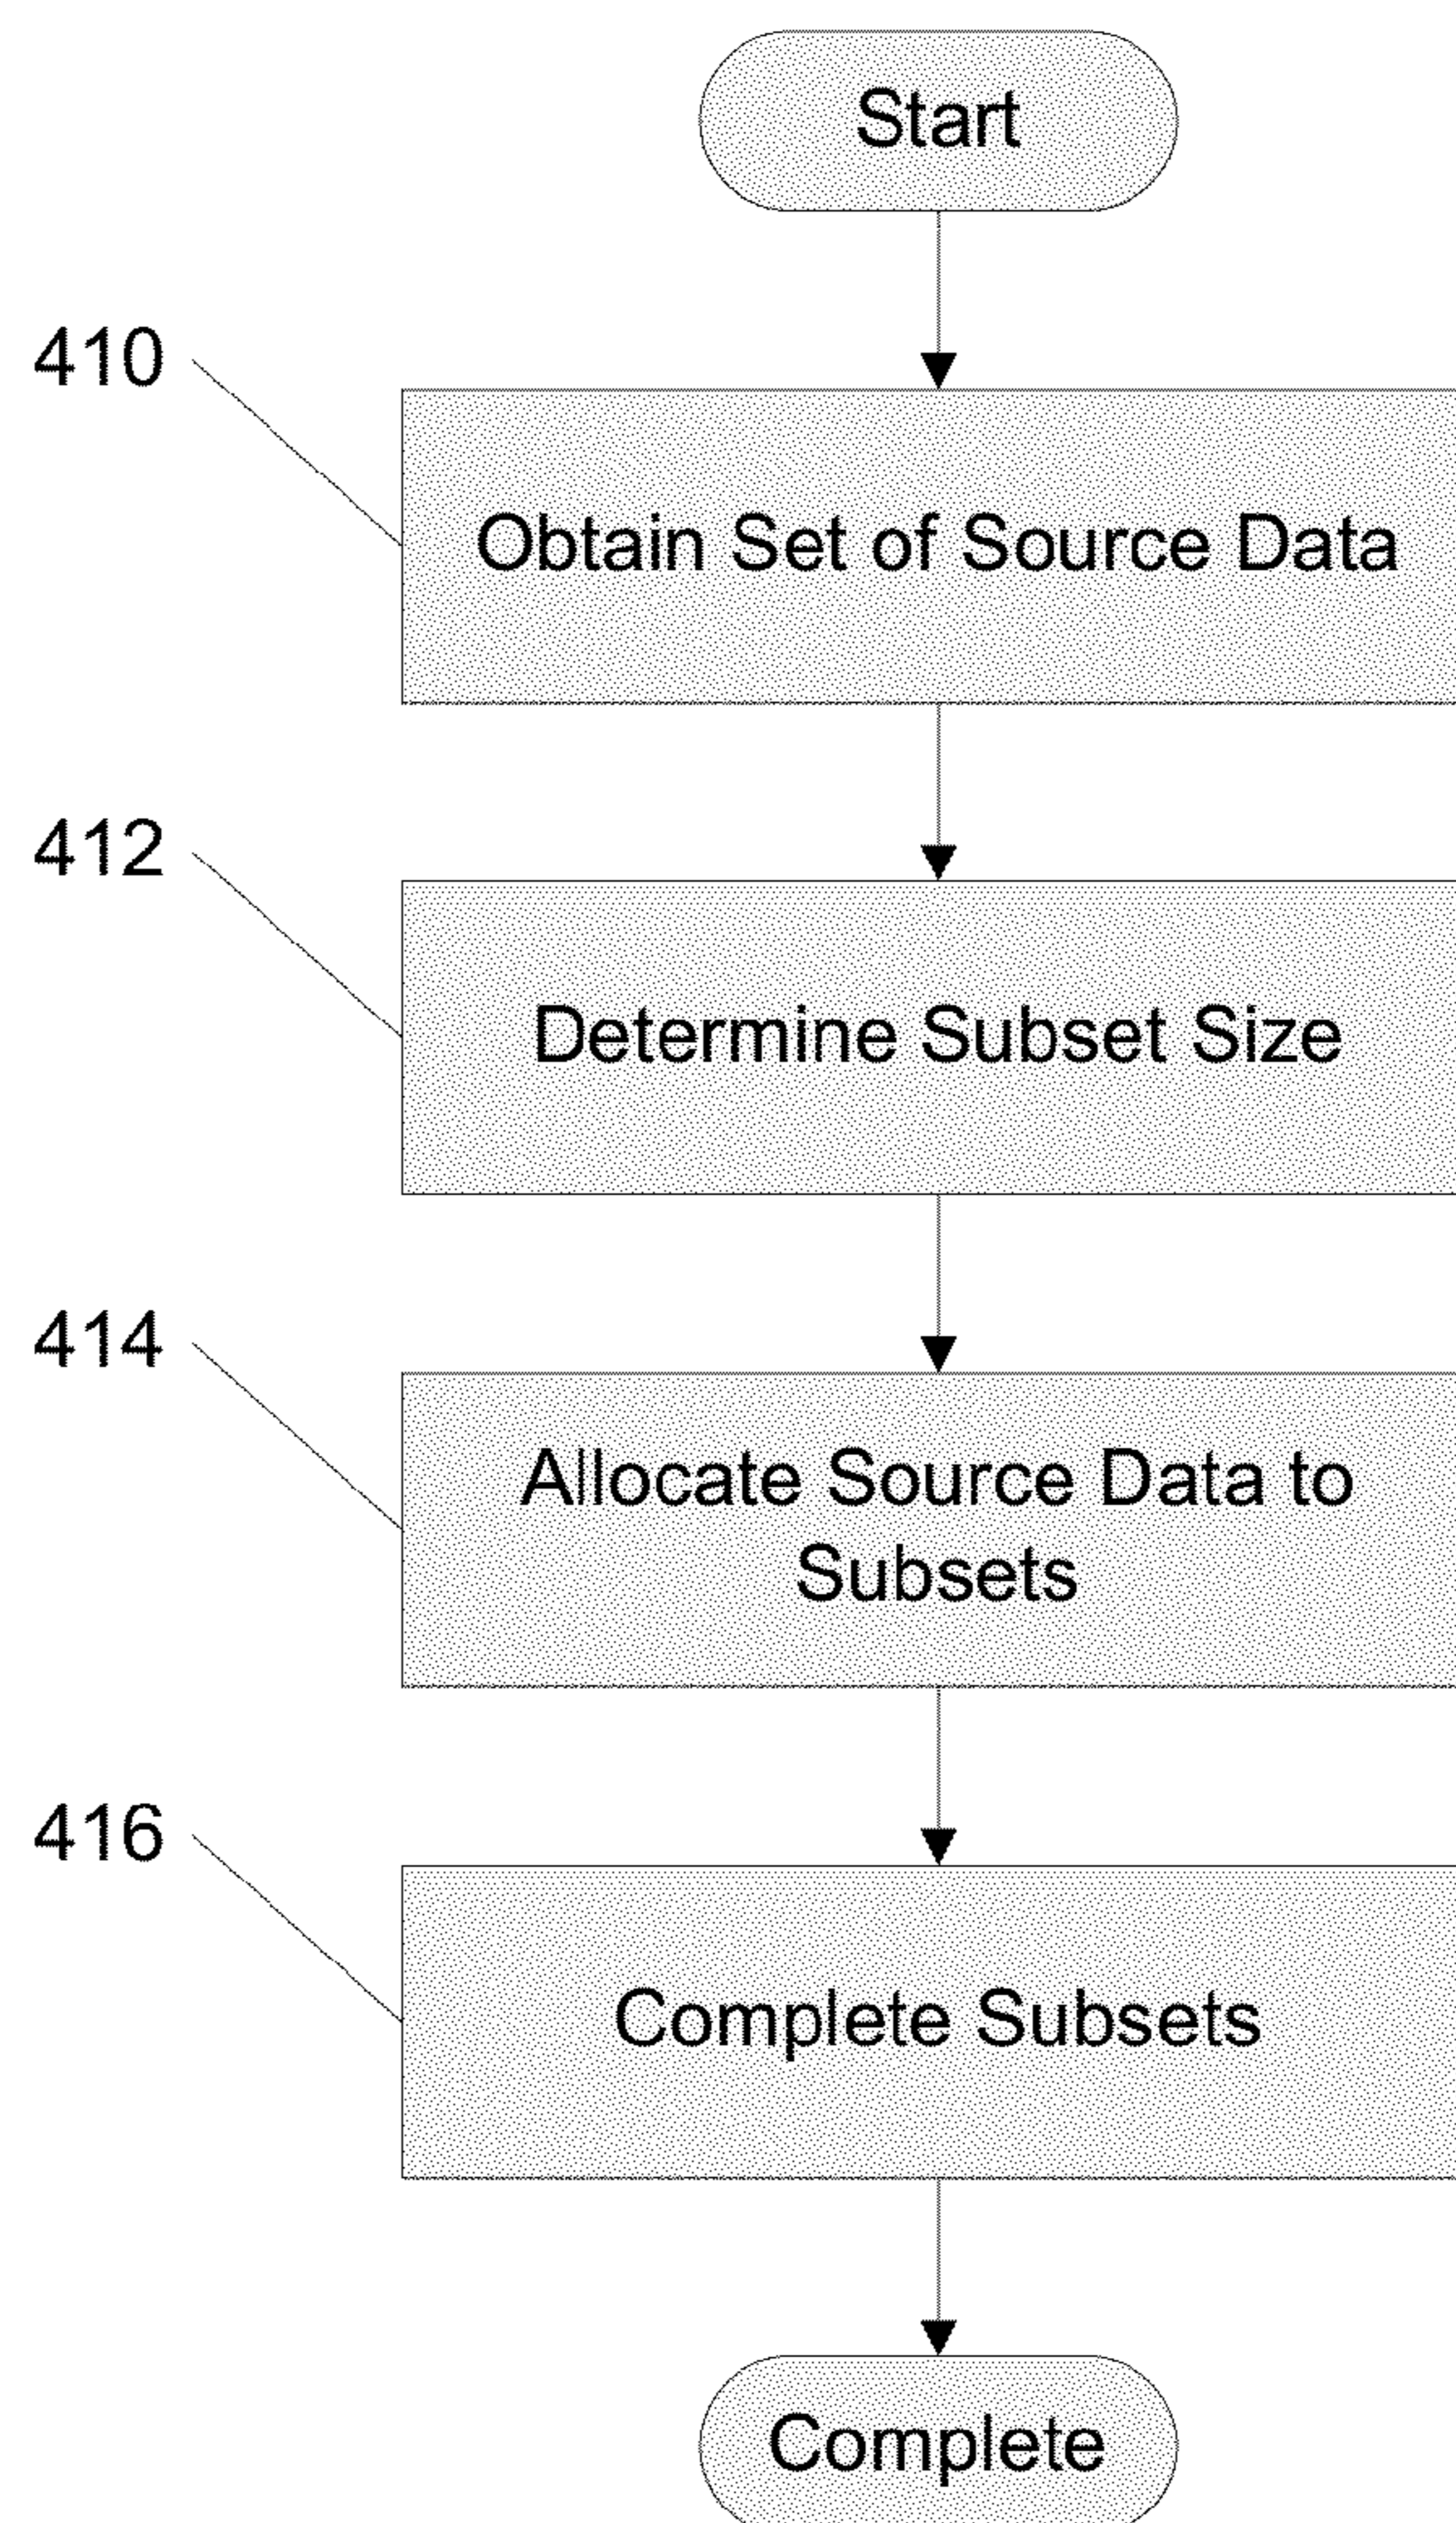 Start
410
Obtain Set of Source Data
412
Determine Subset Size
414
Allocate Source Data to
Subsets
416
Complete Subsets
Complete